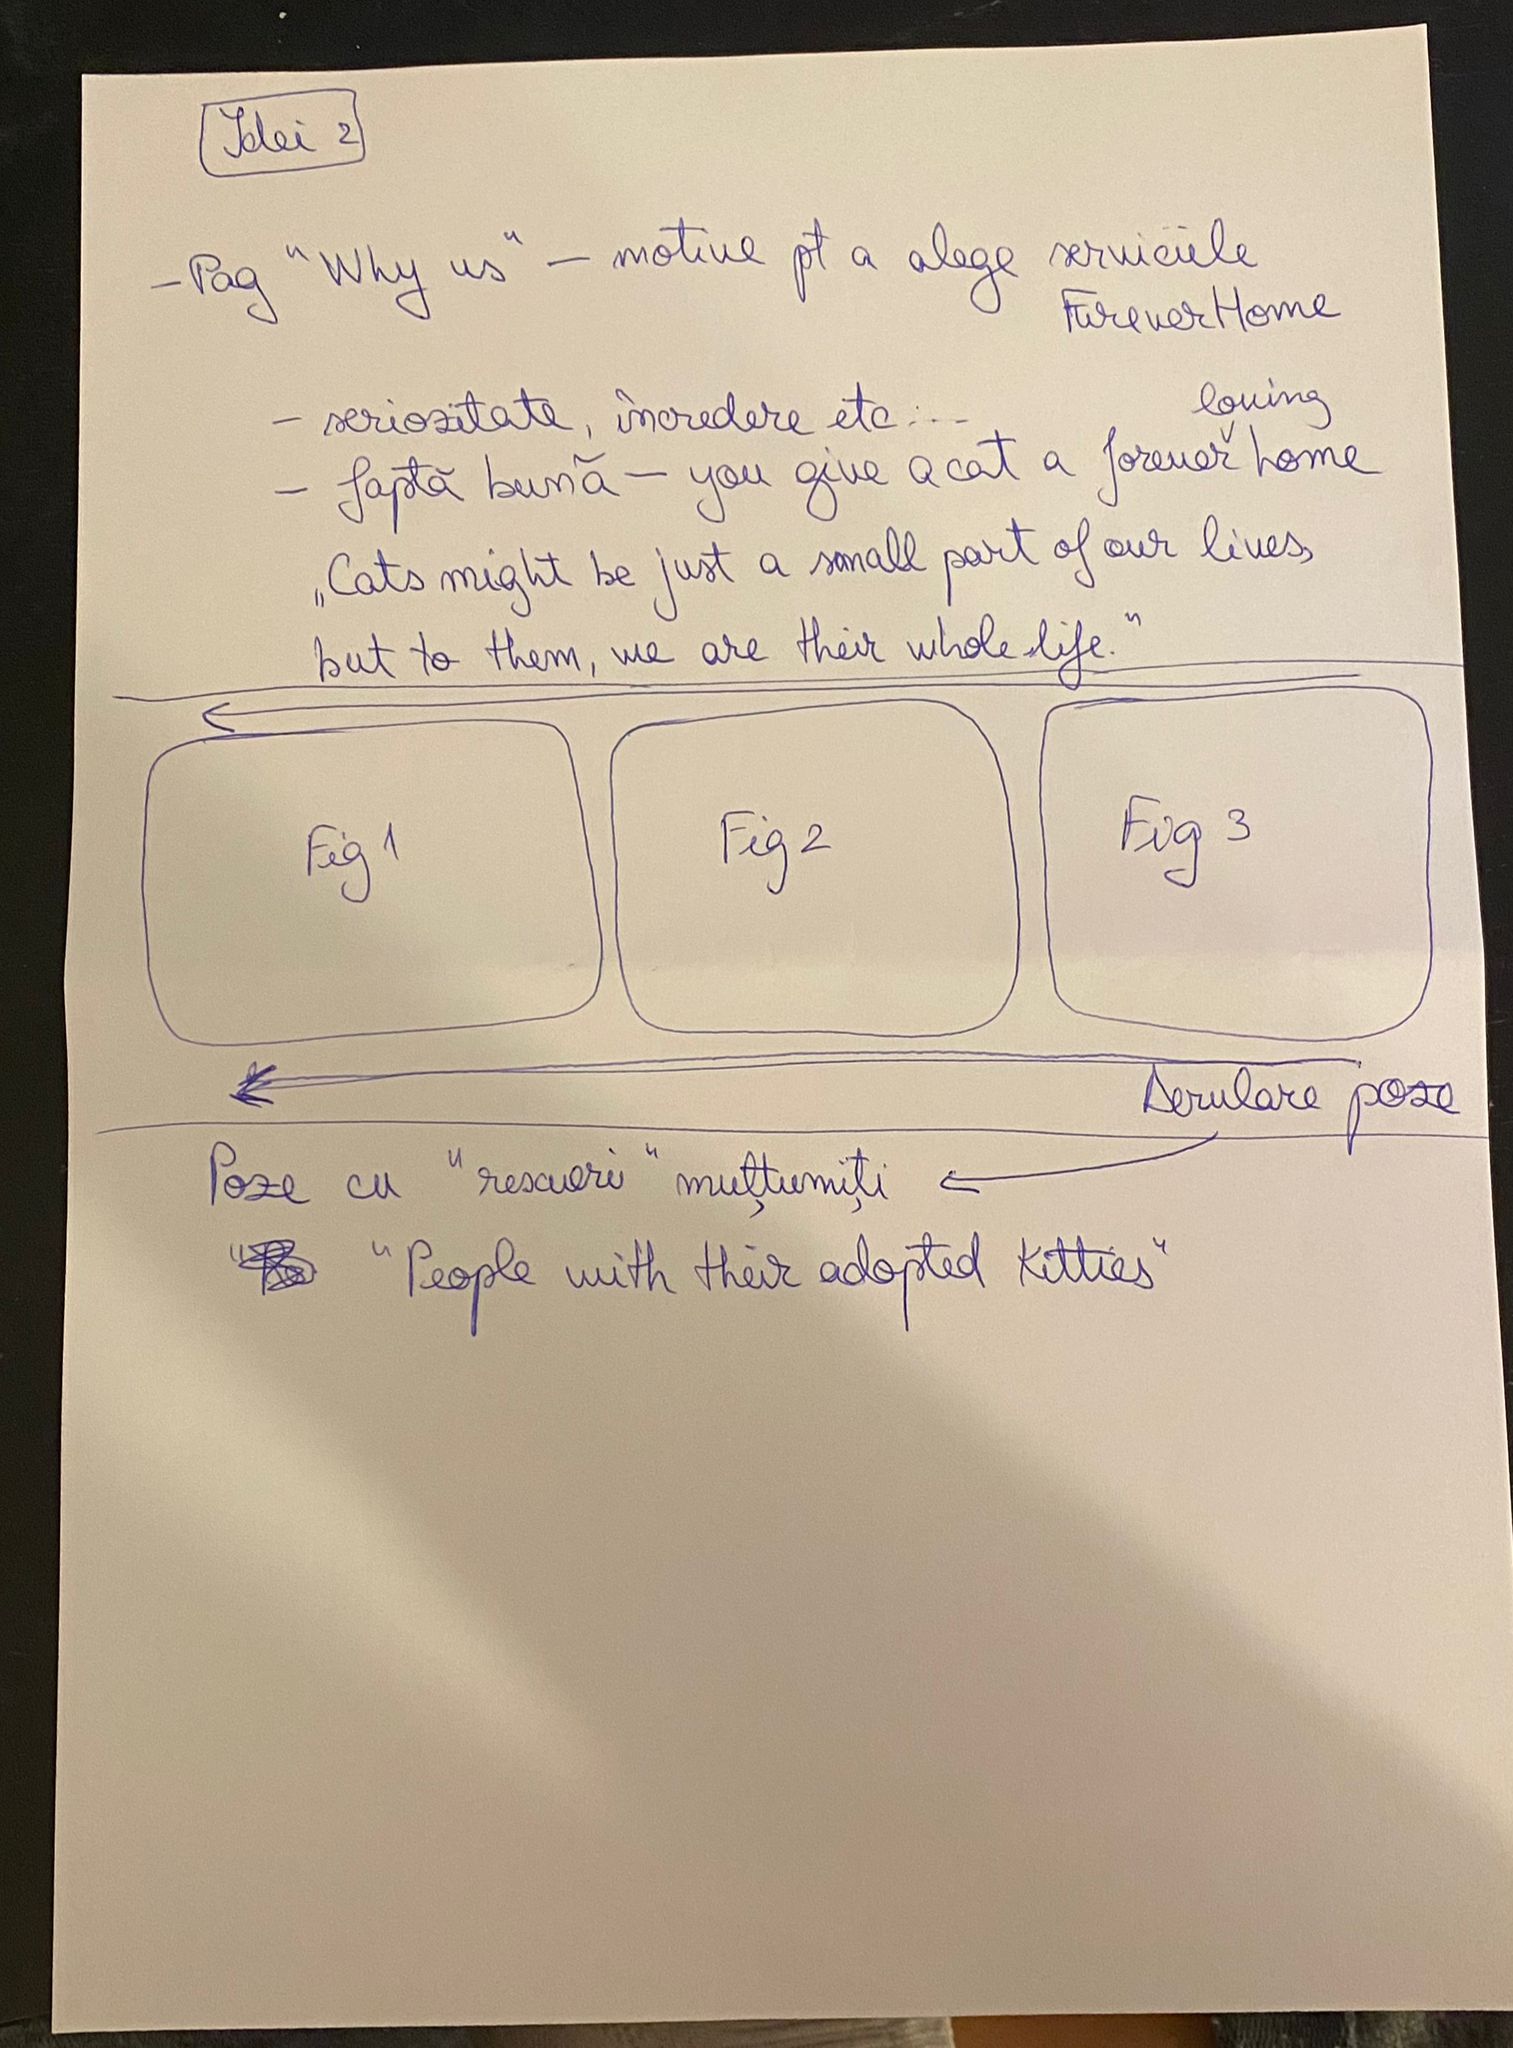 Idei 2
- Pag "Why us" - motive pt a alege serviciile
FureverHome
- seriozitate, încredere etc...
loving
- faptă bună - you give a cat a forever home
„Cats might be just a small part of our lives,
but to them, we are their whole life."
Fig 1 Fig 2 Fig 3
Derulare poze
Poze cu "rescueri" mulțumiți
"People with their adopted Kitties"